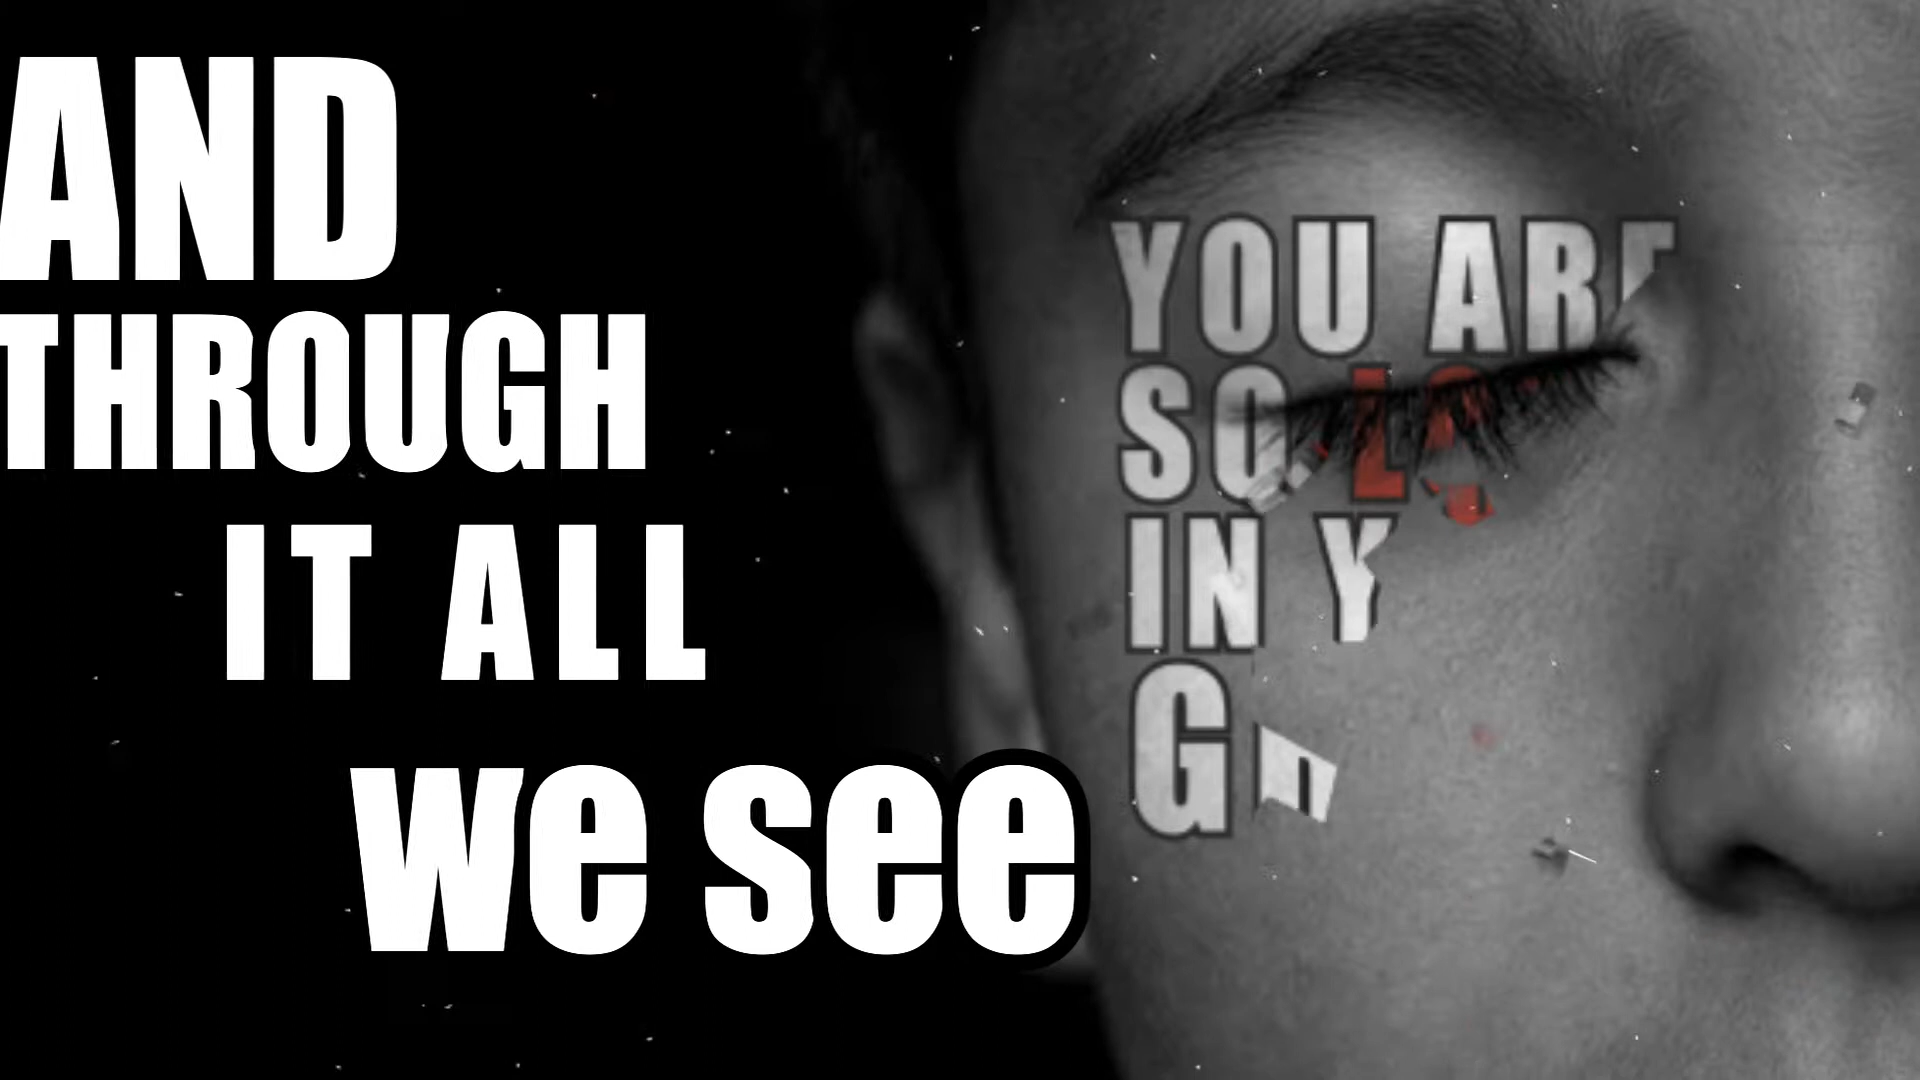 AND
THROUGH
IT ALL
we see
YOU ARE
SO
IN